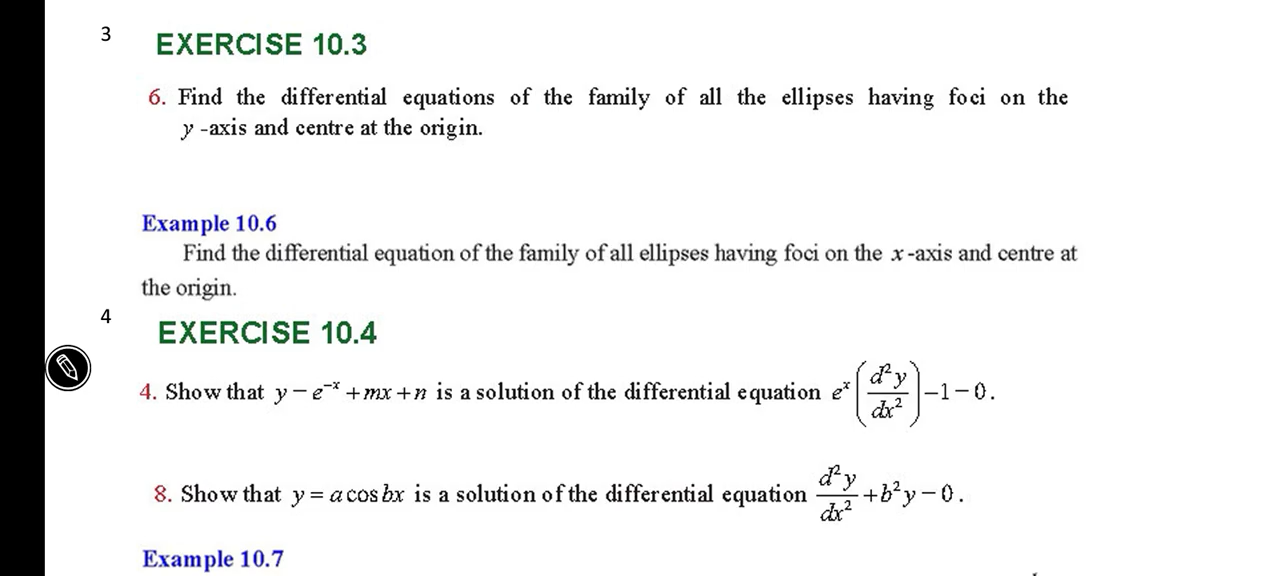 3
EXERCISE 10.3
6. Find the differential equations of the family of all the ellipses having foci on the
y -axis and centre at the origin.
Example 10.6
Find the differential equation of the family of all ellipses having foci on the x -axis and centre at
the origin.
4
EXERCISE 10.4
4. Show that y − e⁻ˣ + mx + n is a solution of the differential equation eˣ (d²y/dx²) − 1 − 0.
8. Show that y = a cos bx is a solution of the differential equation d²y/dx² + b²y − 0.
Example 10.7